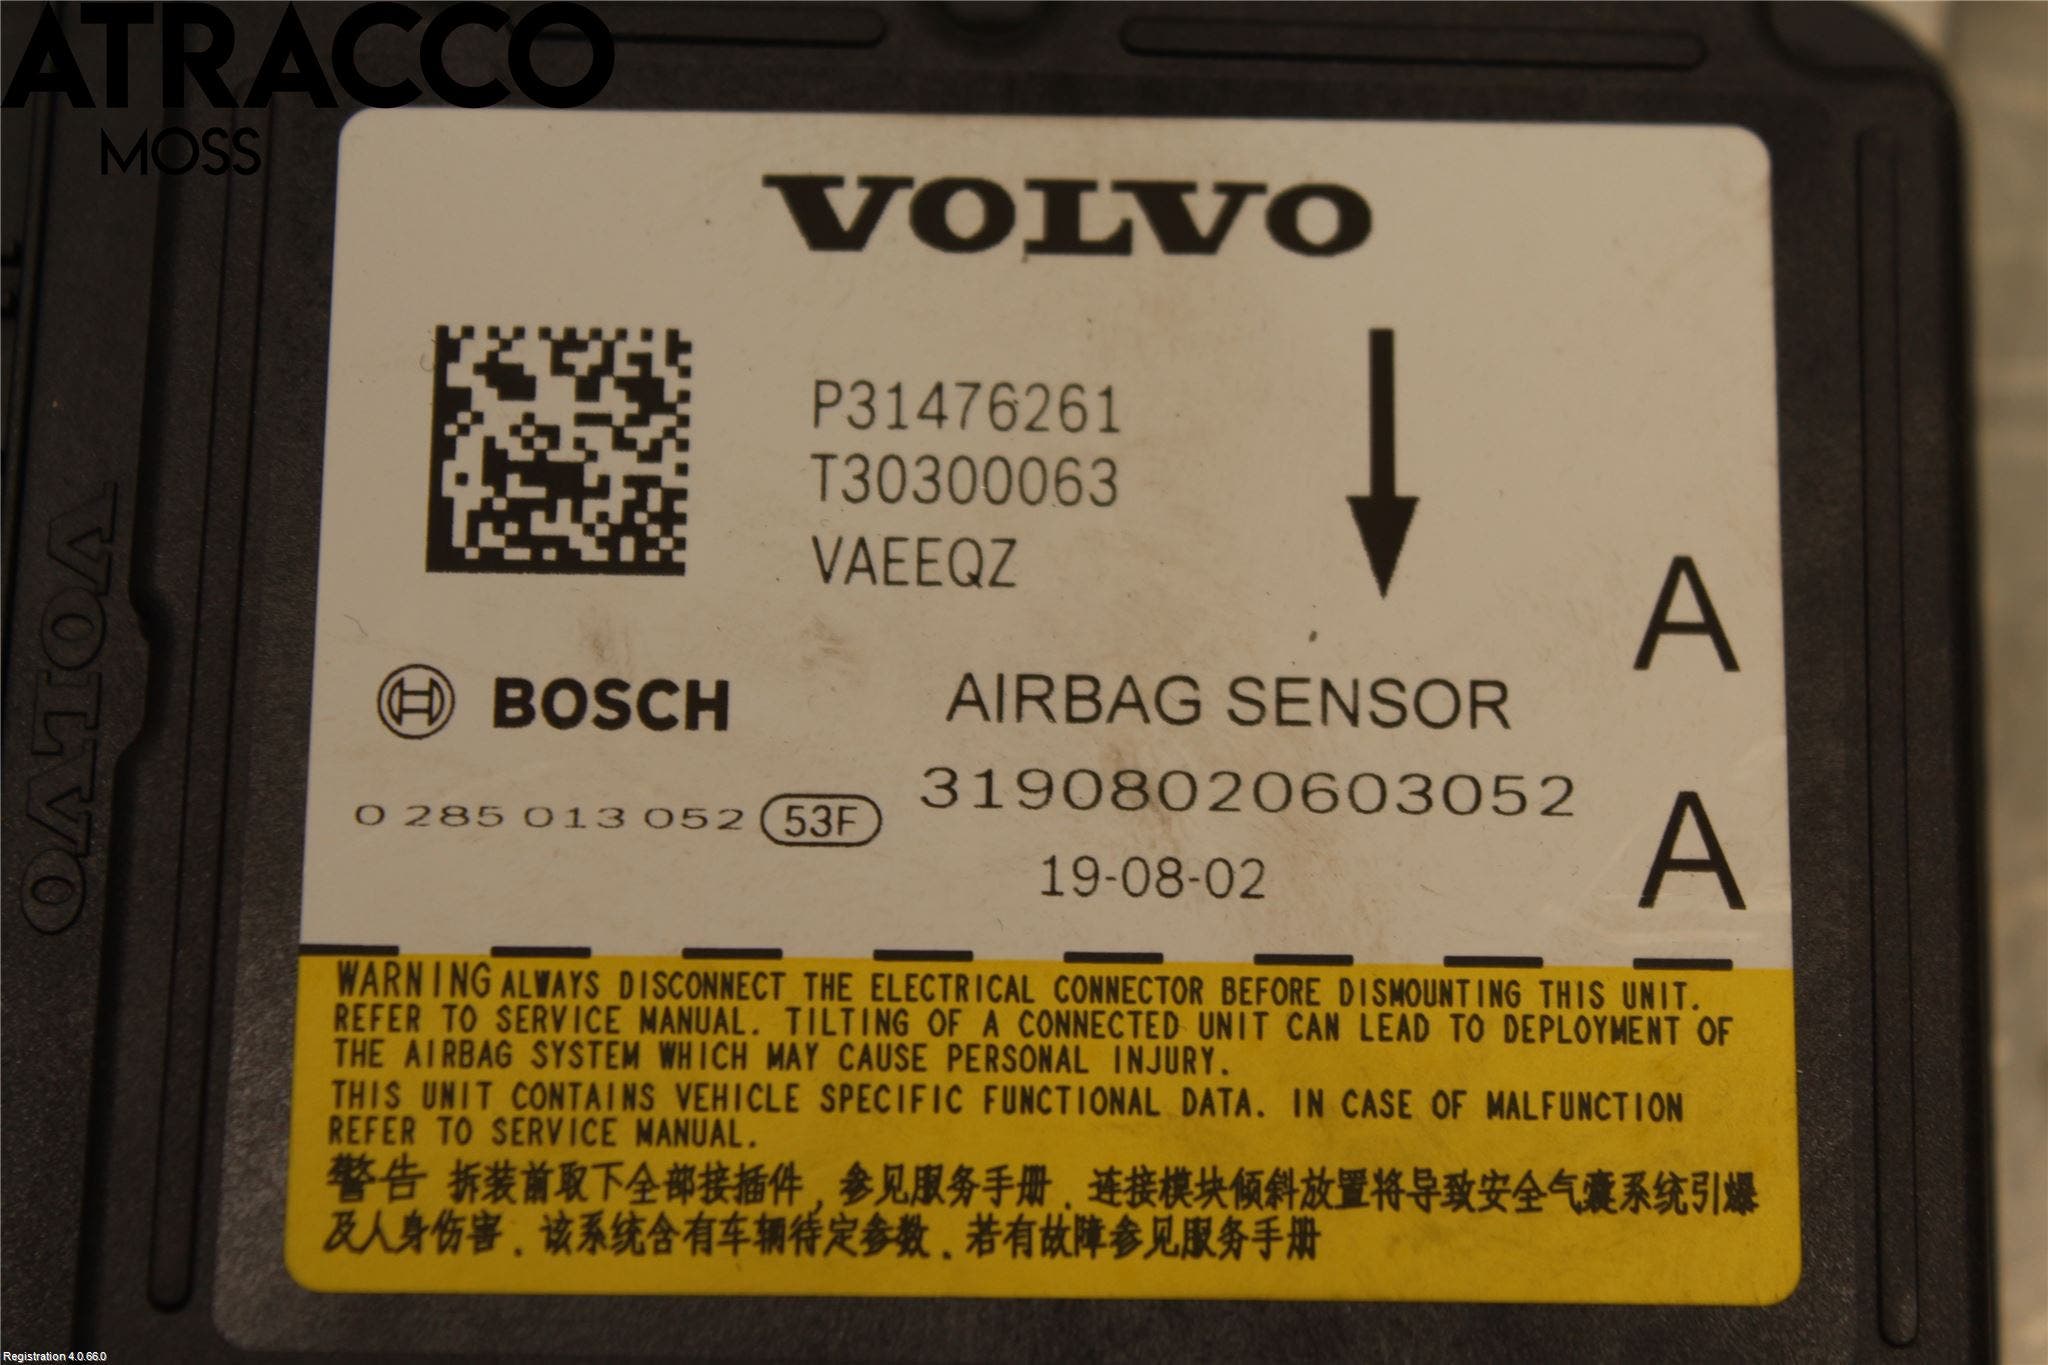 ATRACCO
MOSS
VOLVO
P31476261
T30300063
VAEEQZ
A
BOSCH
AIRBAG SENSOR
0 285 013 052 53F
31908020603052
A
19-08-02
VOLVO
WARNING ALWAYS DISCONNECT THE ELECTRICAL CONNECTOR BEFORE DISMOUNTING THIS UNIT.
REFER TO SERVICE MANUAL. TILTING OF A CONNECTED UNIT CAN LEAD TO DEPLOYMENT OF
THE AIRBAG SYSTEM WHICH MAY CAUSE PERSONAL INJURY.
THIS UNIT CONTAINS VEHICLE SPECIFIC FUNCTIONAL DATA. IN CASE OF MALFUNCTION
REFER TO SERVICE MANUAL.
警告 拆装前取下全部接插件, 参见服务手册. 连接模块倾斜放置将导致安全气囊系统引爆
及人身伤害. 该系统含有车辆待定参数. 若有故障参见服务手册
Registration 4.0.66.0